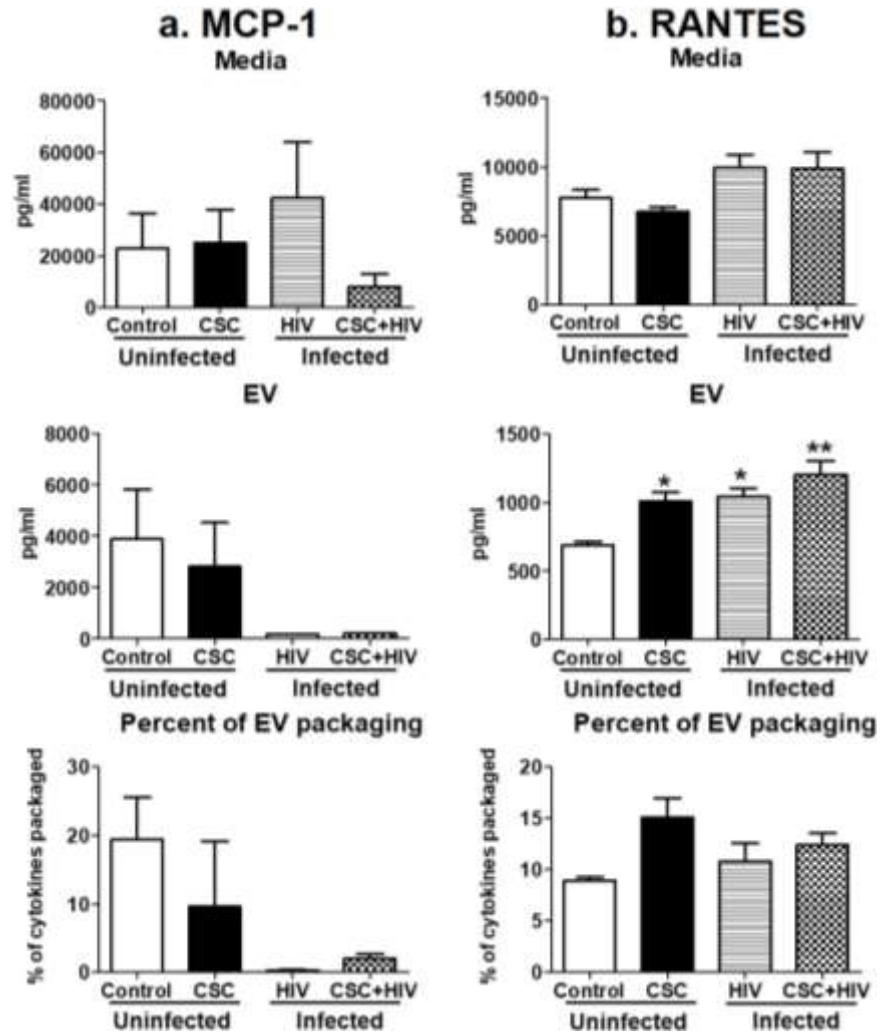 a. MCP-1
Media
pg/ml
80000
60000
40000
20000
0
Control CSC HIV CSC+HIV
Uninfected Infected
EV
pg/ml
8000
6000
4000
2000
0
Control CSC HIV CSC+HIV
Uninfected Infected
Percent of EV packaging
% of cytokines packaged
30
20
10
0
Control CSC HIV CSC+HIV
Uninfected Infected
b. RANTES
Media
pg/ml
15000
10000
5000
0
Control CSC HIV CSC+HIV
Uninfected Infected
EV
pg/ml
1500
1000
500
0
* * **
Control CSC HIV CSC+HIV
Uninfected Infected
Percent of EV packaging
% of cytokines packaged
20
15
10
5
0
Control CSC HIV CSC+HIV
Uninfected Infected